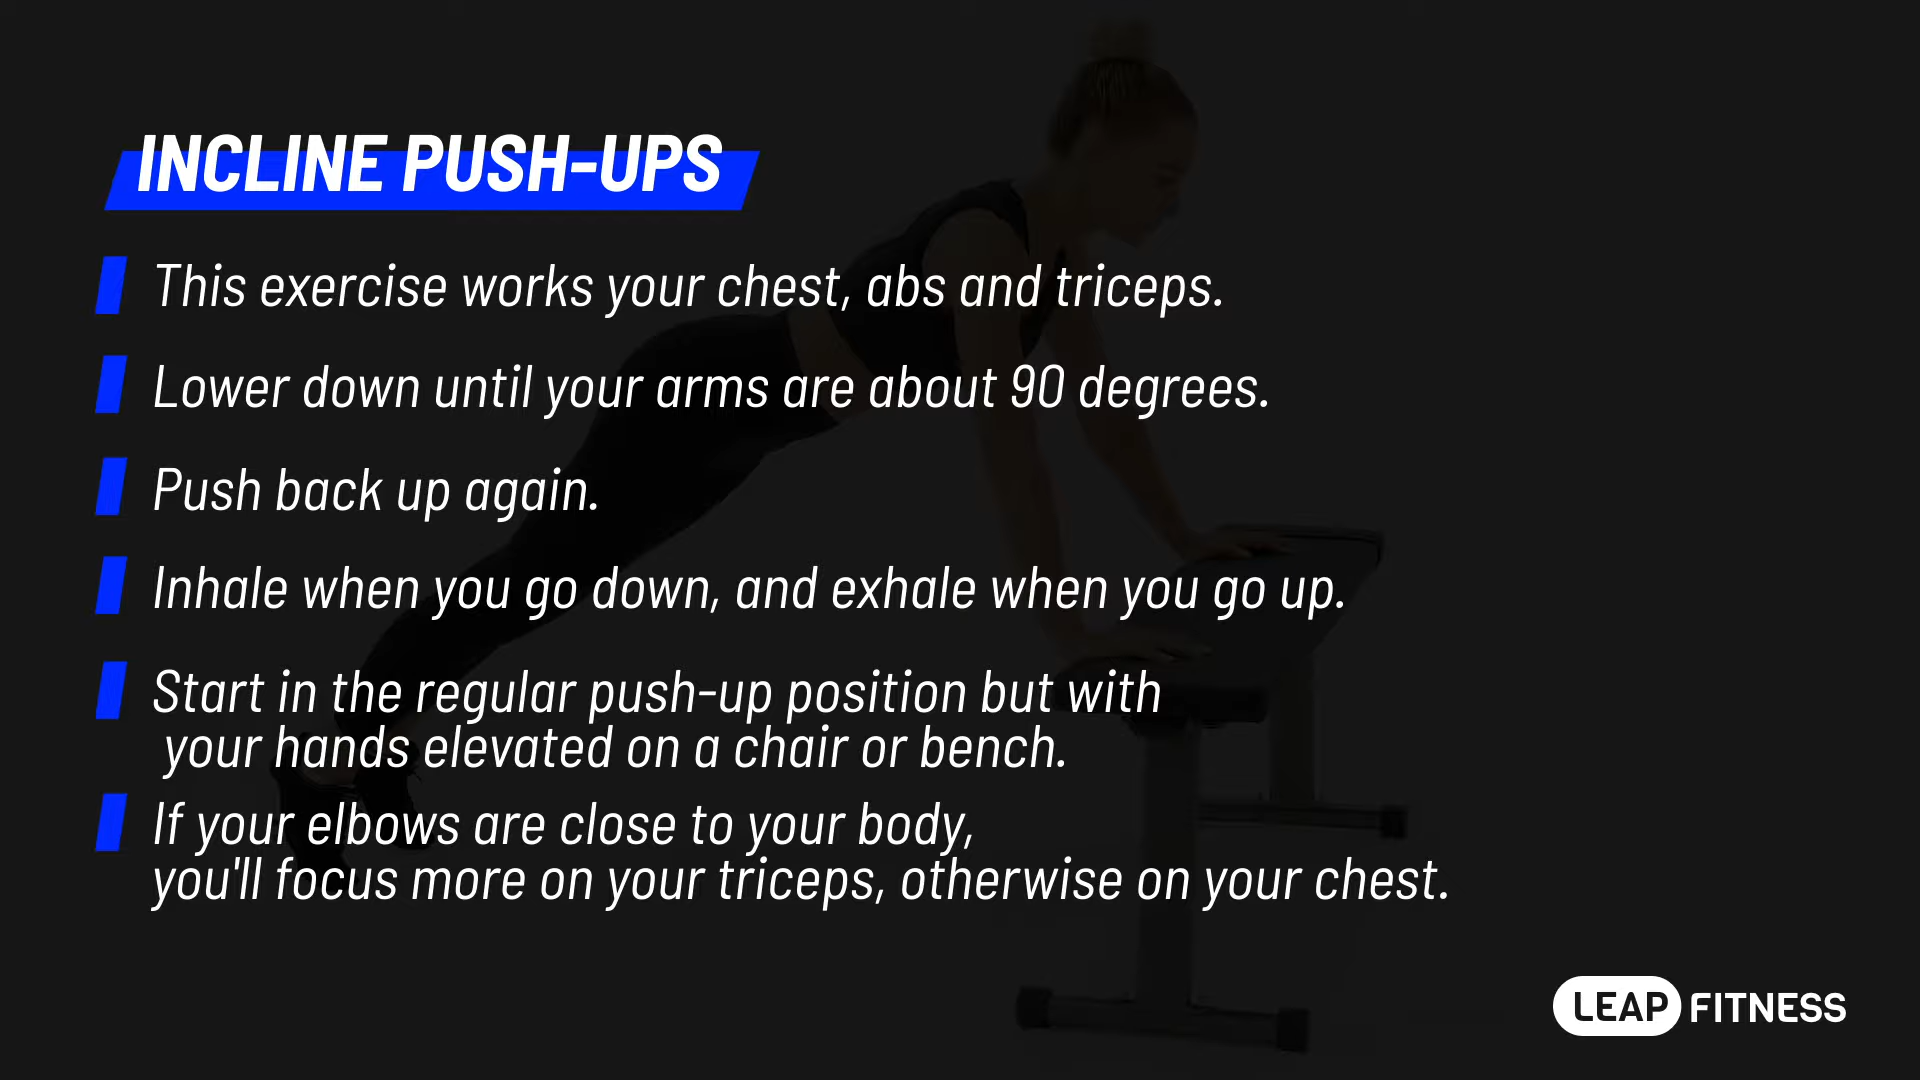 INCLINE PUSH-UPS
This exercise works your chest, abs and triceps.
Lower down until your arms are about 90 degrees.
Push back up again.
Inhale when you go down, and exhale when you go up.
Start in the regular push-up position but with
your hands elevated on a chair or bench.
If your elbows are close to your body,
you'll focus more on your triceps, otherwise on your chest.
LEAP FITNESS